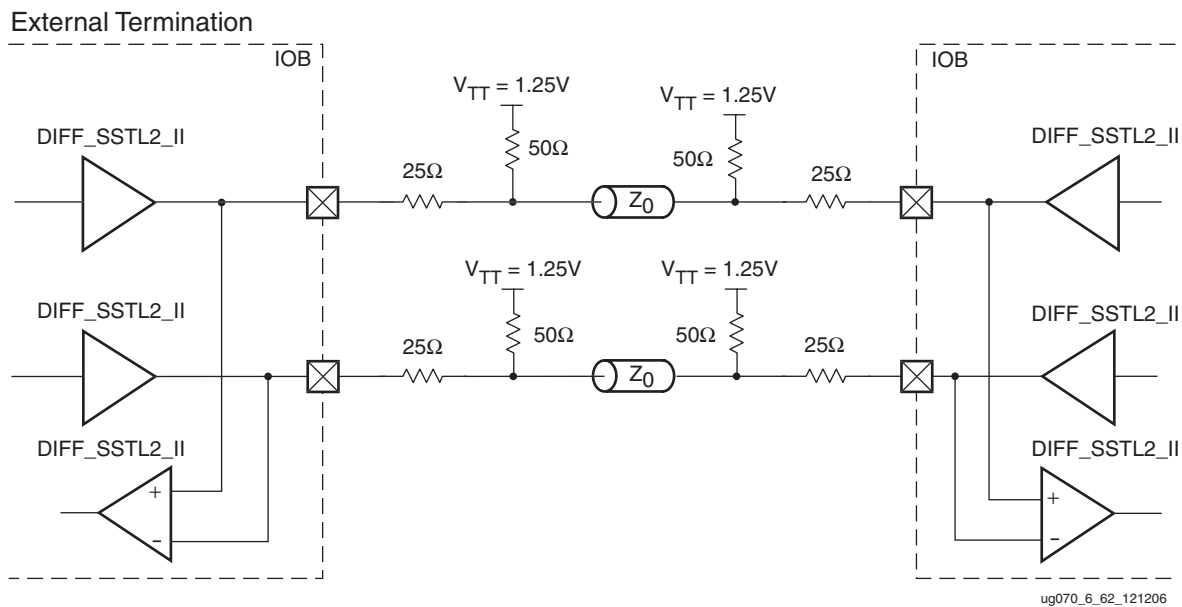 External Termination
IOB
IOB
V_TT = 1.25V
V_TT = 1.25V
DIFF_SSTL2_II
DIFF_SSTL2_II
50Ω
50Ω
25Ω
25Ω
Z_0
V_TT = 1.25V
V_TT = 1.25V
DIFF_SSTL2_II
DIFF_SSTL2_II
50Ω
50Ω
25Ω
25Ω
Z_0
DIFF_SSTL2_II
DIFF_SSTL2_II
+
+
–
–
ug070_6_62_121206